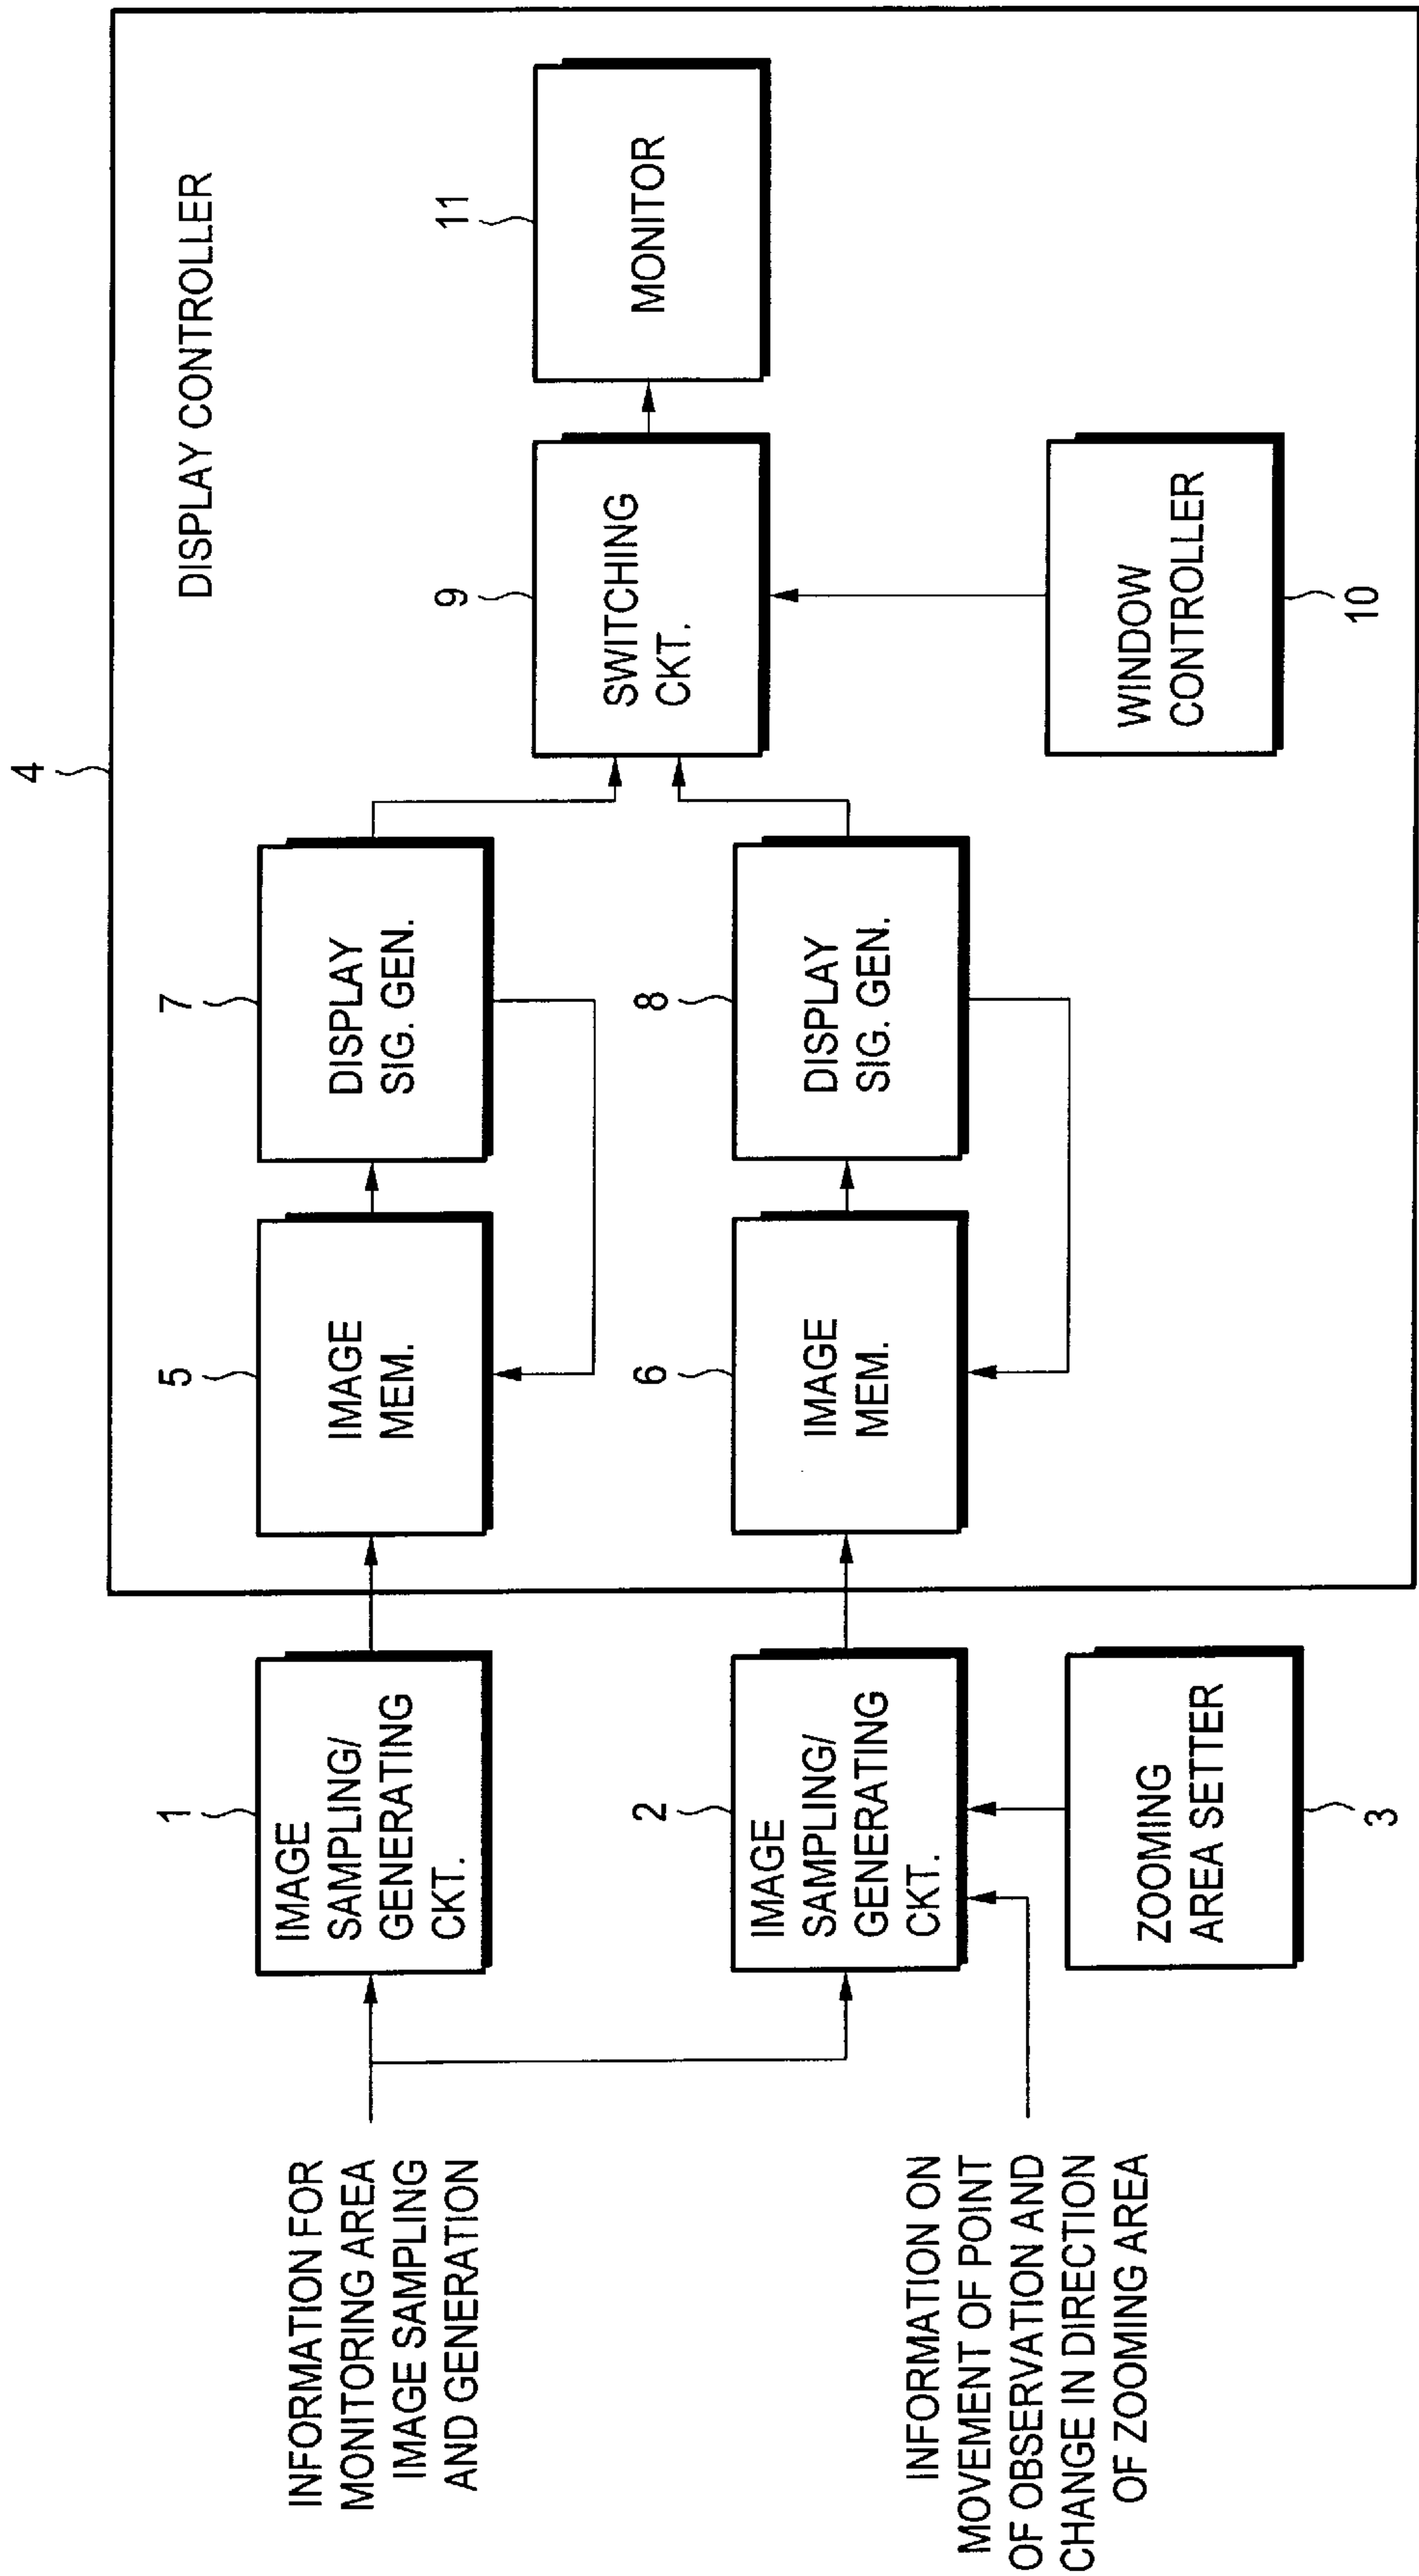 4
DISPLAY CONTROLLER
INFORMATION FOR
MONITORING AREA
IMAGE SAMPLING
AND GENERATION
1
IMAGE
SAMPLING/
GENERATING
CKT.
5
IMAGE
MEM.
7
DISPLAY
SIG. GEN.
9
SWITCHING
CKT.
11
MONITOR
2
IMAGE
SAMPLING/
GENERATING
CKT.
6
IMAGE
MEM.
8
DISPLAY
SIG. GEN.
INFORMATION ON
MOVEMENT OF POINT
OF OBSERVATION AND
CHANGE IN DIRECTION
OF ZOOMING AREA
ZOOMING
AREA SETTER
3
WINDOW
CONTROLLER
10